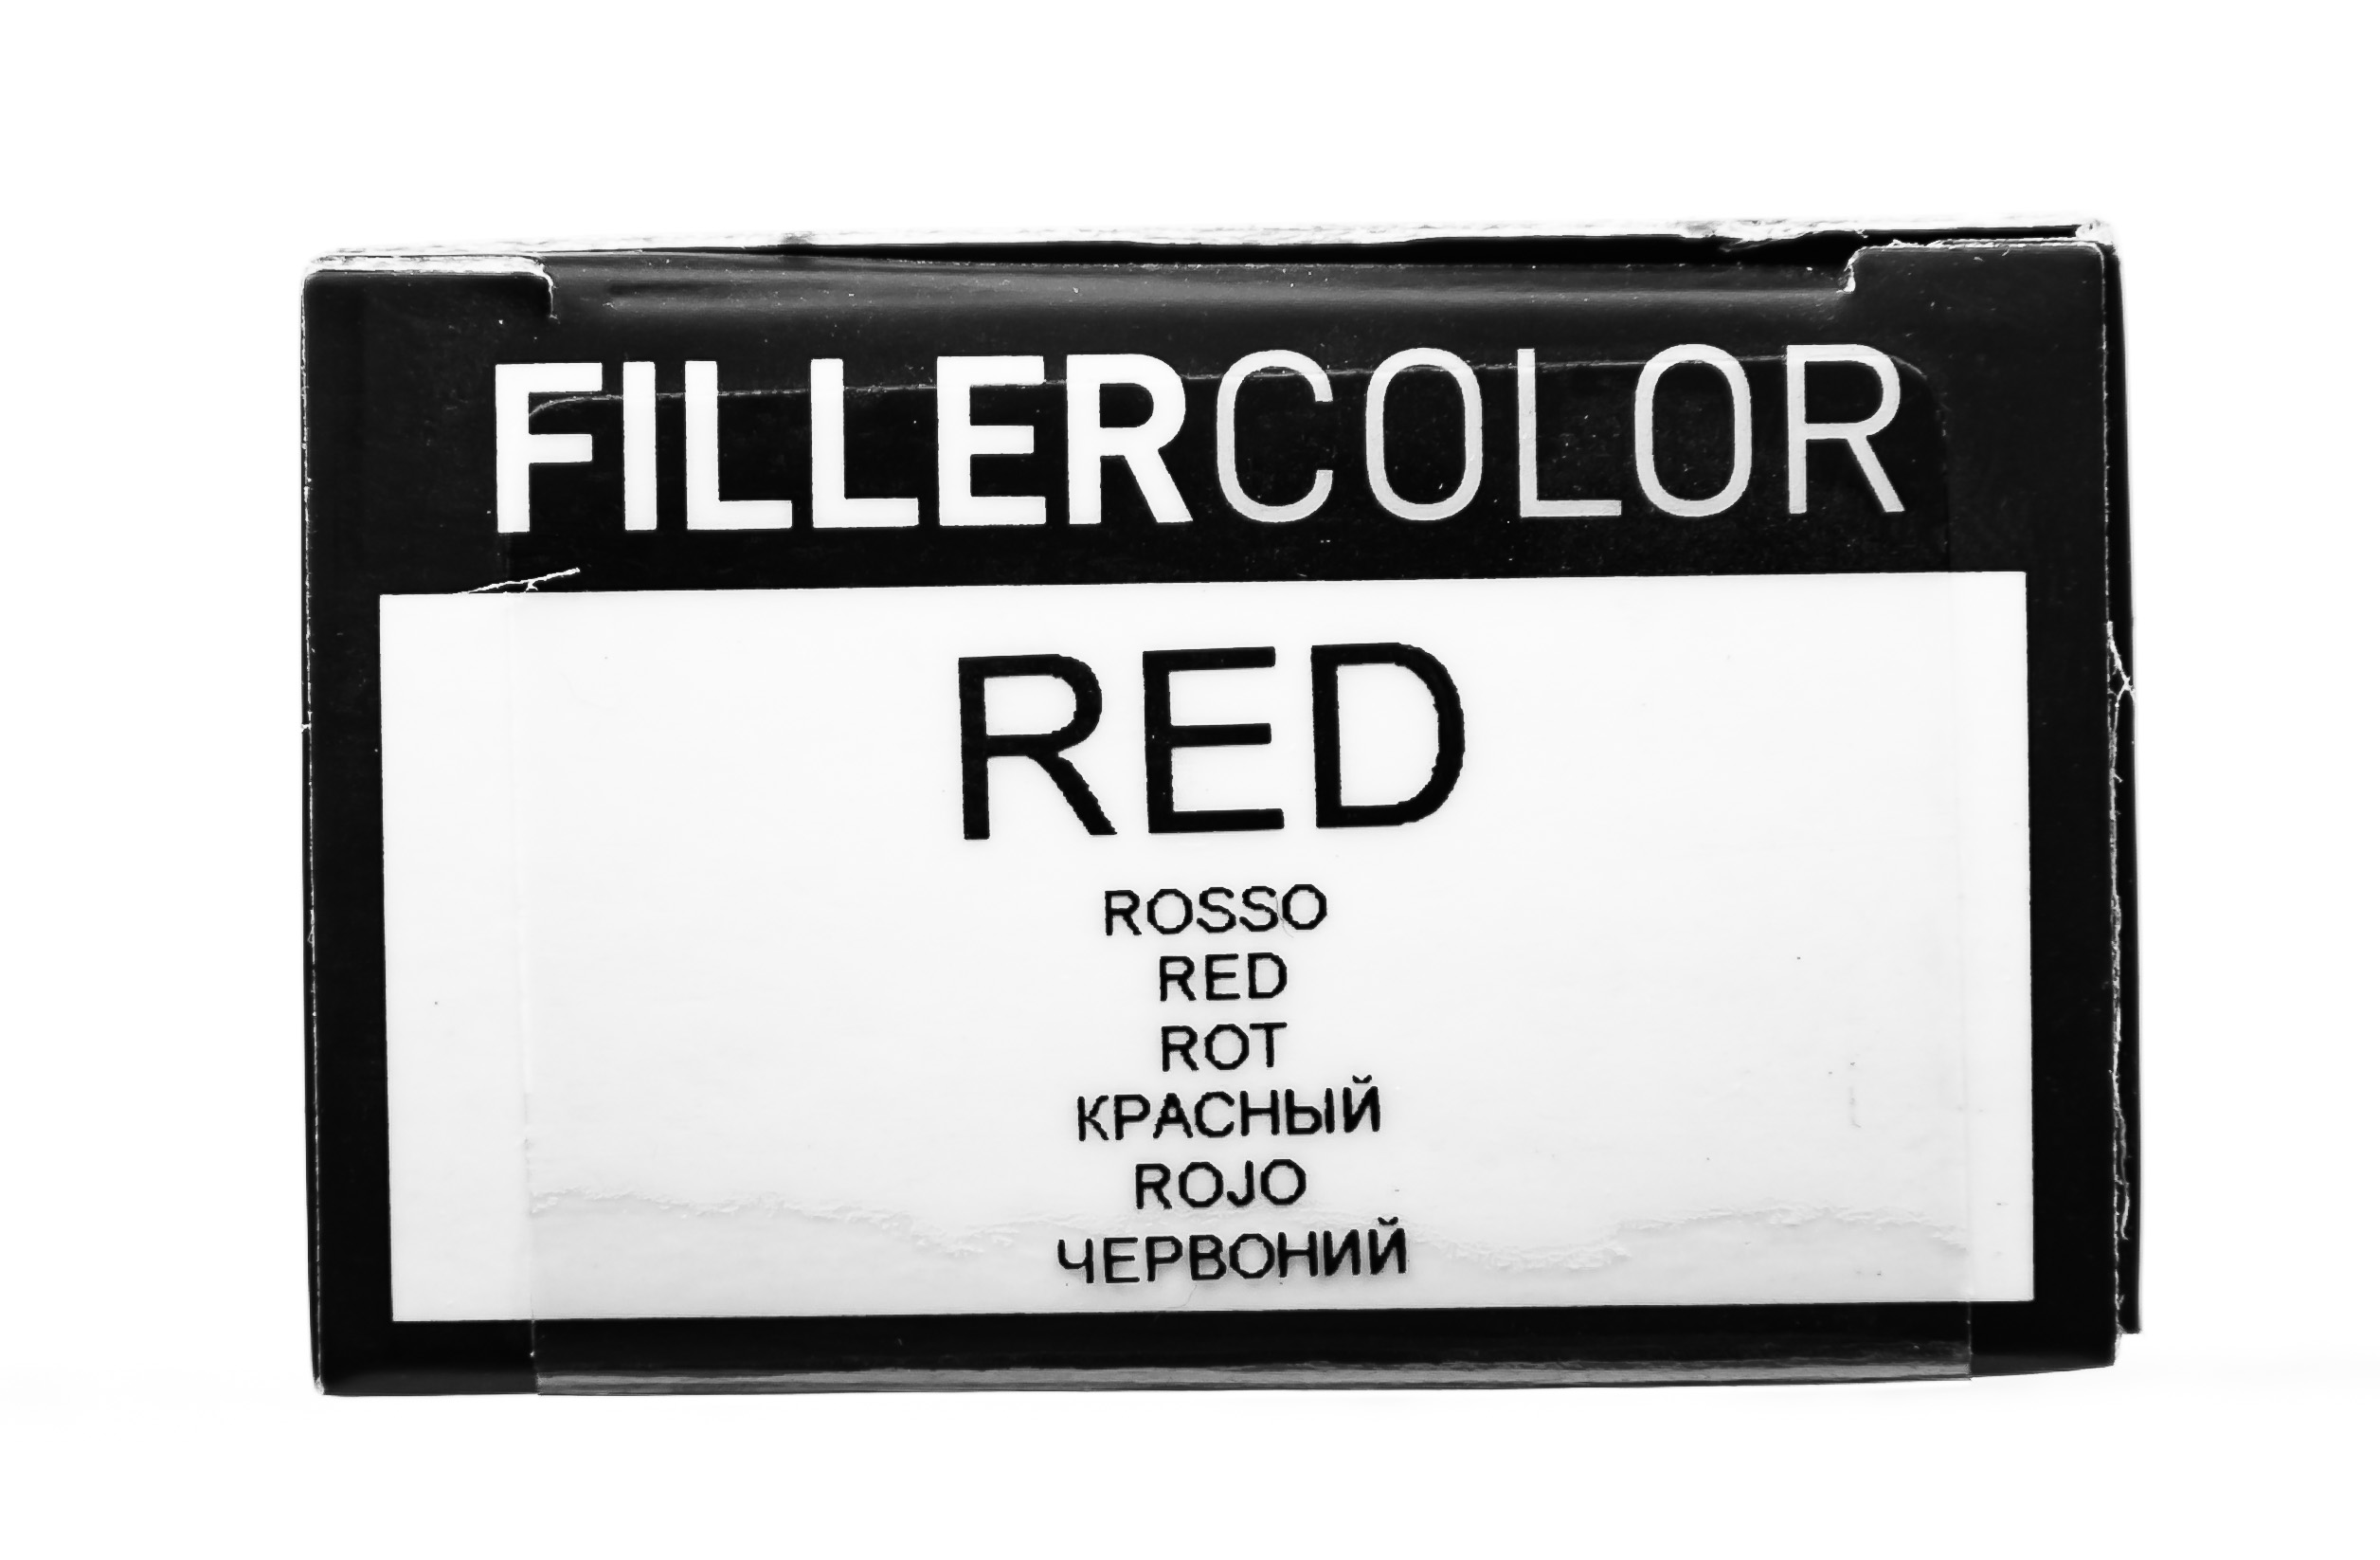 FILLERCOLOR
RED
ROSSO
RED
ROT
КРАСНЫЙ
ROJO
ЧЕРВОНИЙ